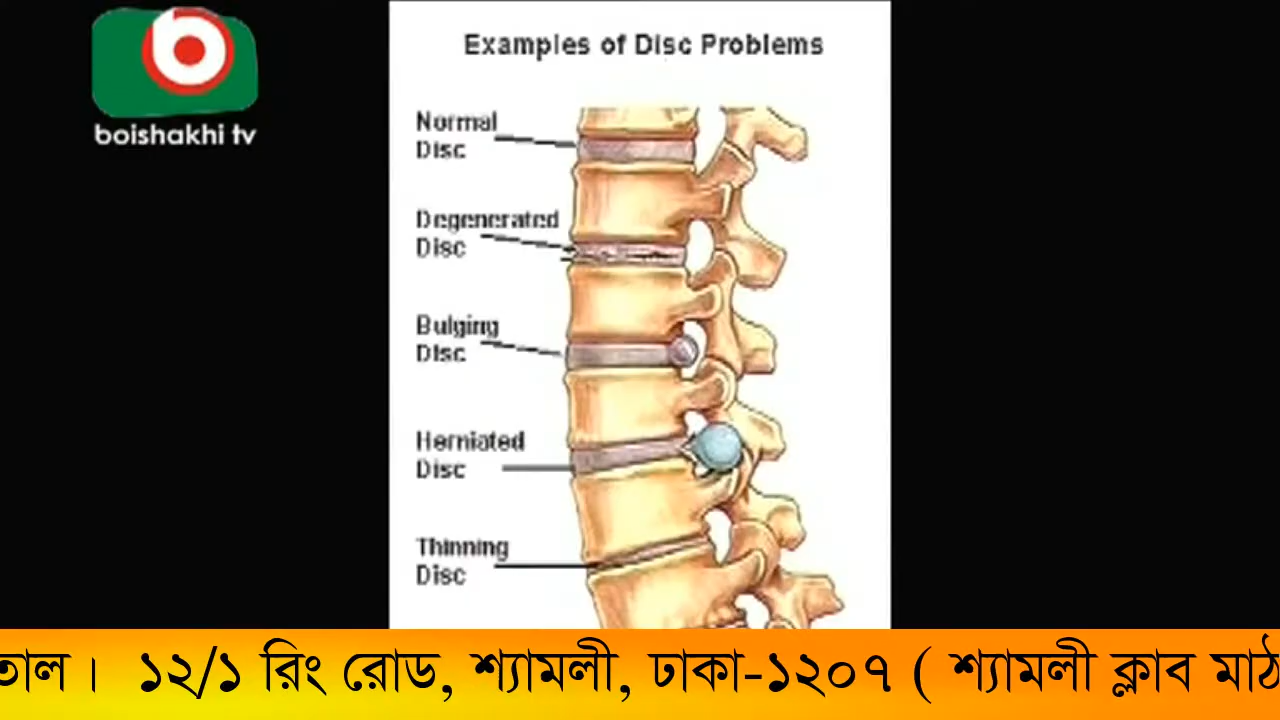 boishakhi tv
Examples of Disc Problems
Normal
Disc
Degenerated
Disc
Bulging
Disc
Herniated
Disc
Thinning
Disc
তাল। ১২/১ রিং রোড, শ্যামলী, ঢাকা-১২০৭ ( শ্যামলী ক্লাব মাঠ